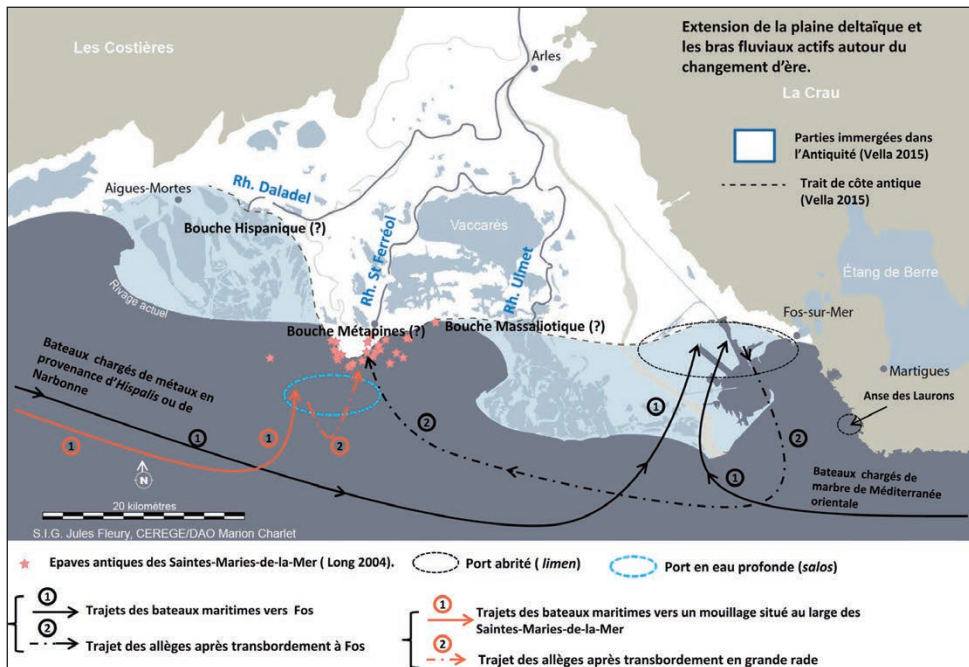 Les Costières
Arles
Extension de la plaine deltaïque et
les bras fluviaux actifs autour du
changement d'ère.
La Crau
Parties immergées dans
l'Antiquité (Vella 2015)
Trait de côte antique
(Vella 2015)
Aigues-Mortes
Rh. Daladel
Bouche Hispanique (?)
Rh. St Ferréol
Vaccarès
Rh. Ulmet
Étang de Berre
Rivage actuel
Fos-sur-Mer
Bouche Métapines (?)
Bouche Massaliotique (?)
Martigues
Anse des Laurons
Bateaux chargés de métaux en
provenance d'Hispalis ou de
Narbonne
1
1
1
2
2
1
1
2
Bateaux chargés de
marbre de Méditerranée
orientale
N
20 kilomètres
S.I.G. Jules Fleury, CEREGE/DAO Marion Charlet
Epaves antiques des Saintes-Maries-de-la-Mer ( Long 2004).
Port abrité ( limen)
Port en eau profonde (salos)
1
Trajets des bateaux maritimes vers Fos
2
Trajet des allèges après transbordement à Fos
1
Trajets des bateaux maritimes vers un mouillage situé au large des
Saintes-Maries-de-la-Mer
2
Trajet des allèges après transbordement en grande rade